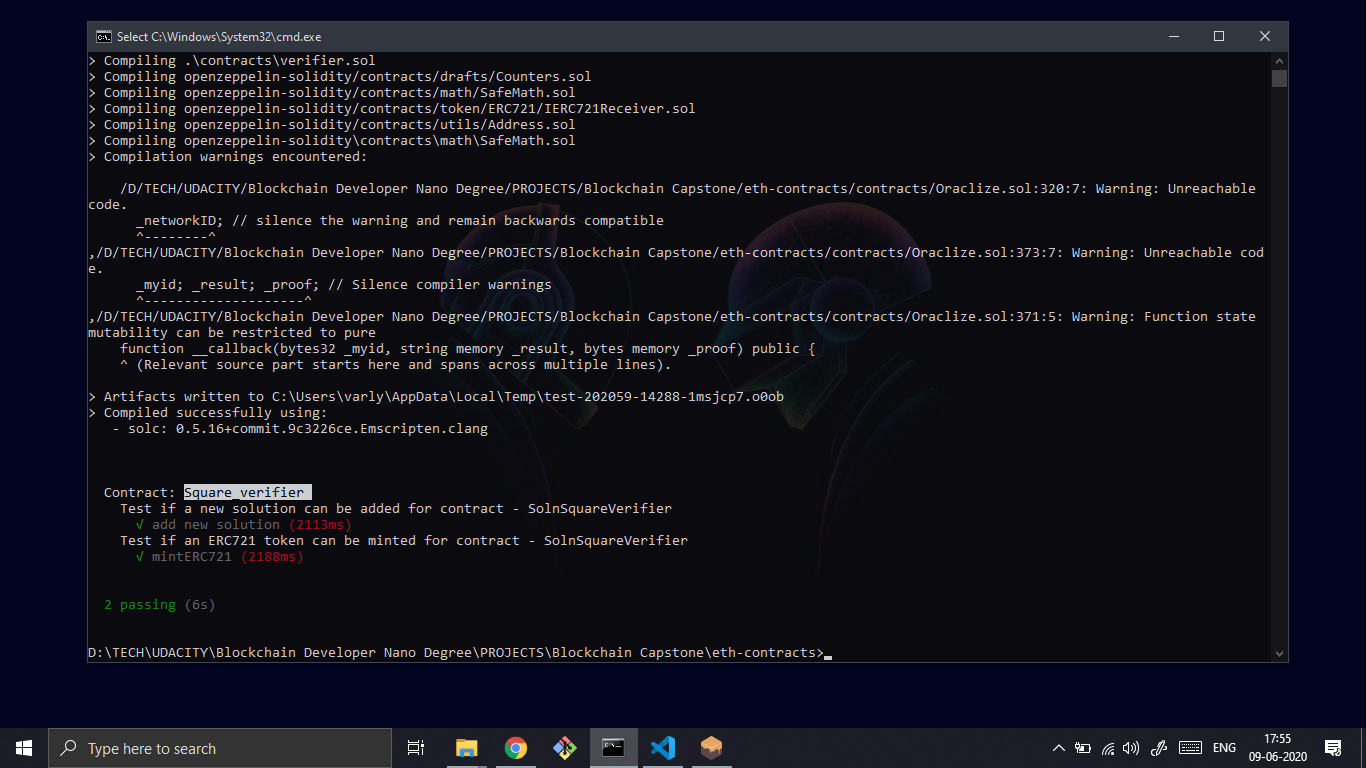 Select C:\Windows\System32\cmd.exe
> Compiling .\contracts\verifier.sol
> Compiling openzeppelin-solidity/contracts/drafts/Counters.sol
> Compiling openzeppelin-solidity/contracts/math/SafeMath.sol
> Compiling openzeppelin-solidity/contracts/token/ERC721/IERC721Receiver.sol
> Compiling openzeppelin-solidity/contracts/utils/Address.sol
> Compiling openzeppelin-solidity\contracts\math\SafeMath.sol
> Compilation warnings encountered:
/D/TECH/UDACITY/Blockchain Developer Nano Degree/PROJECTS/Blockchain Capstone/eth-contracts/contracts/Oraclize.sol:320:7: Warning: Unreachable
code.
_networkID; // silence the warning and remain backwards compatible
^--------^
,/D/TECH/UDACITY/Blockchain Developer Nano Degree/PROJECTS/Blockchain Capstone/eth-contracts/contracts/Oraclize.sol:373:7: Warning: Unreachable cod
e.
_myid; _result; _proof; // Silence compiler warnings
^--------------------^
,/D/TECH/UDACITY/Blockchain Developer Nano Degree/PROJECTS/Blockchain Capstone/eth-contracts/contracts/Oraclize.sol:371:5: Warning: Function state
mutability can be restricted to pure
function __callback(bytes32 _myid, string memory _result, bytes memory _proof) public {
^ (Relevant source part starts here and spans across multiple lines).
> Artifacts written to C:\Users\varly\AppData\Local\Temp\test-202059-14288-1msjcp7.o0ob
> Compiled successfully using:
- solc: 0.5.16+commit.9c3226ce.Emscripten.clang
Contract: Square_verifier
Test if a new solution can be added for contract - SolnSquareVerifier
√ add new solution (2113ms)
Test if an ERC721 token can be minted for contract - SolnSquareVerifier
√ mintERC721 (2188ms)
2 passing (6s)
D:\TECH\UDACITY\Blockchain Developer Nano Degree\PROJECTS\Blockchain Capstone\eth-contracts>_
Type here to search
ENG
17:55
09-06-2020